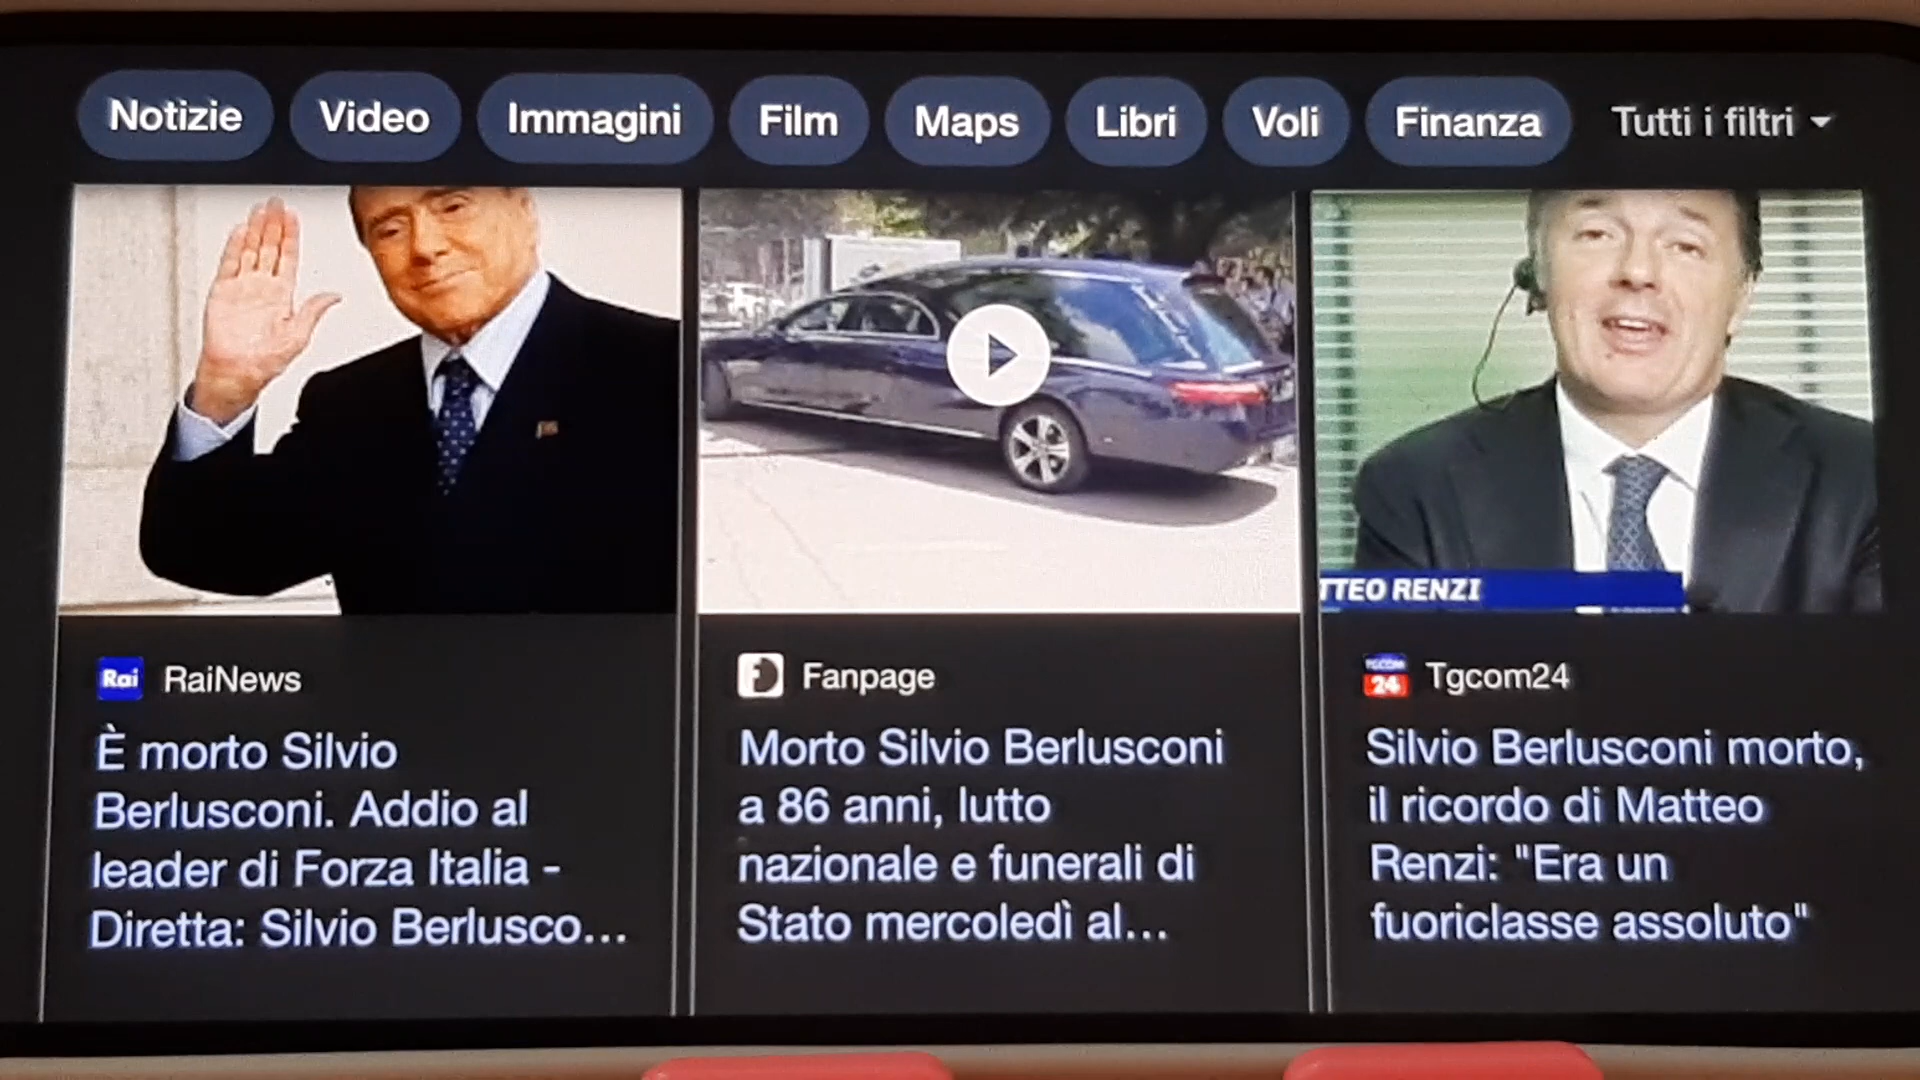 Notizie Video Immagini Film Maps Libri Voli Finanza Tutti i filtri
TTEO RENZI
Rai RaiNews
È morto Silvio
Berlusconi. Addio al
leader di Forza Italia -
Diretta: Silvio Berlusco...
Fanpage
Morto Silvio Berlusconi
a 86 anni, lutto
nazionale e funerali di
Stato mercoledì al...
TGCOM
24
Tgcom24
Silvio Berlusconi morto,
il ricordo di Matteo
Renzi: "Era un
fuoriclasse assoluto"